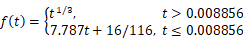 f(t) = { t^{1/3}, t > 0.008856
7.787t + 16/116, t ≤ 0.008856